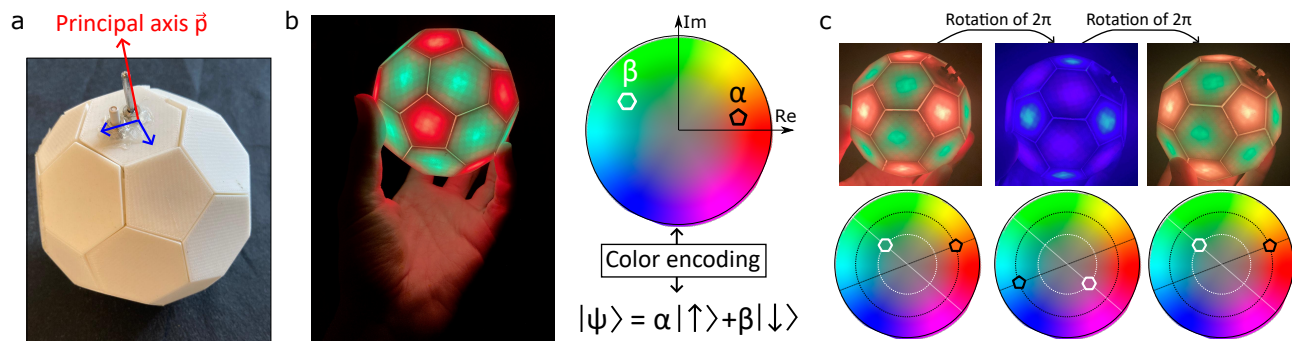 a
Principal axis p⃗
b
Im
β
α
Re
Color encoding
|ψ⟩ = α|↑⟩+β|↓⟩
c
Rotation of 2π
Rotation of 2π